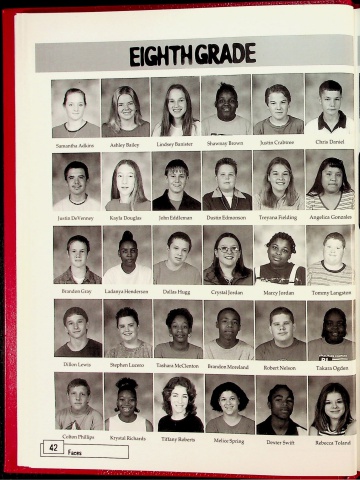 EIGHTH GRADE
Samantha Adkins Ashley Bailey Lindsey Banister Shawnay Brown Justin Crabtree Chris Daniel
Justin DeVenney Kayla Douglas John Eddleman Dustin Edmonson Treyana Fielding Angelica Gonzales
Brandon Gray Ladanya Henderson Dallas Hugg Crystal Jordan Marcy Jordan Tommy Langston
Dillon Lewis Stephen Lucero Tashara McClenton Brandon Moreland Robert Nelson Takara Ogden
Colton Phillips Krystal Richards Tiffany Roberts Melice Spring Dexter Swift Rebecca Toland
42 Faces